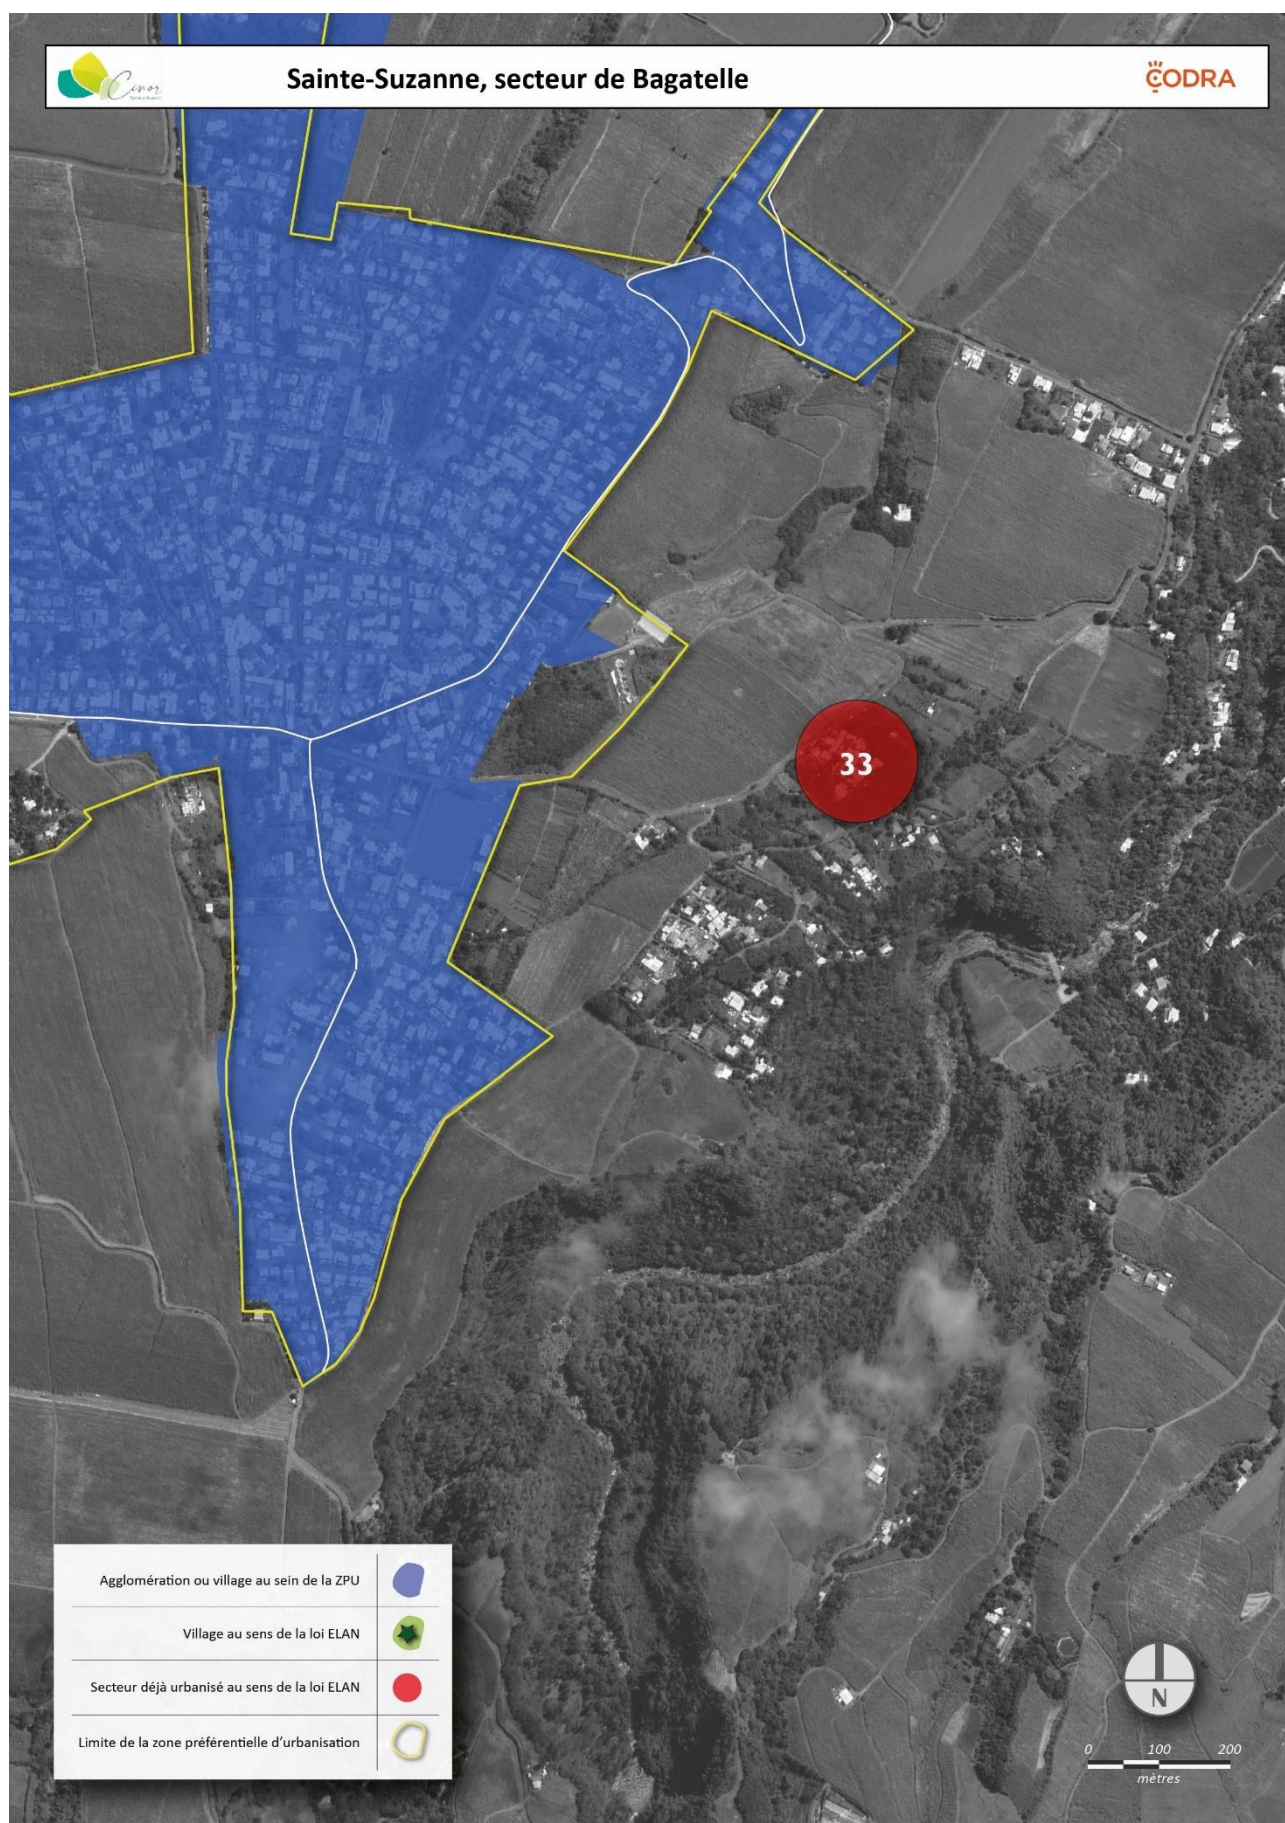 Cinor
Sainte-Suzanne, secteur de Bagatelle
CODRA
33
Agglomération ou village au sein de la ZPU
Village au sens de la loi ELAN
Secteur déjà urbanisé au sens de la loi ELAN
Limite de la zone préférentielle d'urbanisation
N
0 100 200
mètres